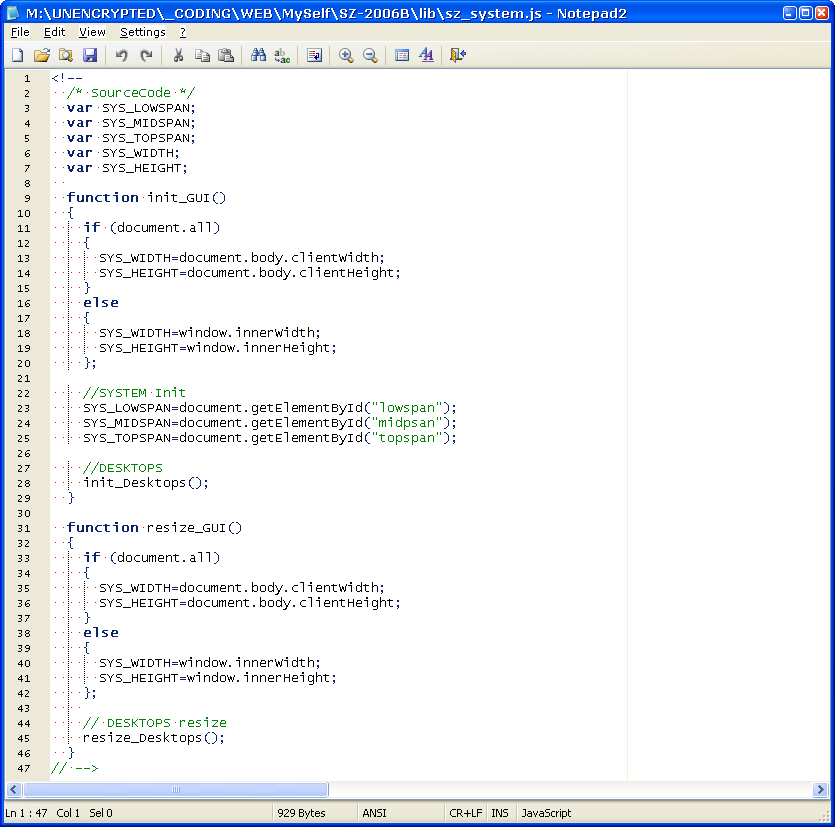 M:\UNENCRYPTED\_CODING\WEB\MySelf\SZ-2006B\lib\sz_system.js - Notepad2
File Edit View Settings ?
1 <!--
2 /* SourceCode */
3 var SYS_LOWSPAN;
4 var SYS_MIDSPAN;
5 var SYS_TOPSPAN;
6 var SYS_WIDTH;
7 var SYS_HEIGHT;
8
9 function init_GUI()
10 {
11 if (document.all)
12 {
13 SYS_WIDTH=document.body.clientWidth;
14 SYS_HEIGHT=document.body.clientHeight;
15 }
16 else
17 {
18 SYS_WIDTH=window.innerWidth;
19 SYS_HEIGHT=window.innerHeight;
20 };
21
22 //SYSTEM Init
23 SYS_LOWSPAN=document.getElementById("lowspan");
24 SYS_MIDSPAN=document.getElementById("midpsan");
25 SYS_TOPSPAN=document.getElementById("topspan");
26
27 //DESKTOPS
28 init_Desktops();
29 }
30
31 function resize_GUI()
32 {
33 if (document.all)
34 {
35 SYS_WIDTH=document.body.clientWidth;
36 SYS_HEIGHT=document.body.clientHeight;
37 }
38 else
39 {
40 SYS_WIDTH=window.innerWidth;
41 SYS_HEIGHT=window.innerHeight;
42 };
43
44 // DESKTOPS resize
45 resize_Desktops();
46 }
47 // -->
Ln 1 : 47 Col 1 Sel 0 929 Bytes ANSI CR+LF INS JavaScript